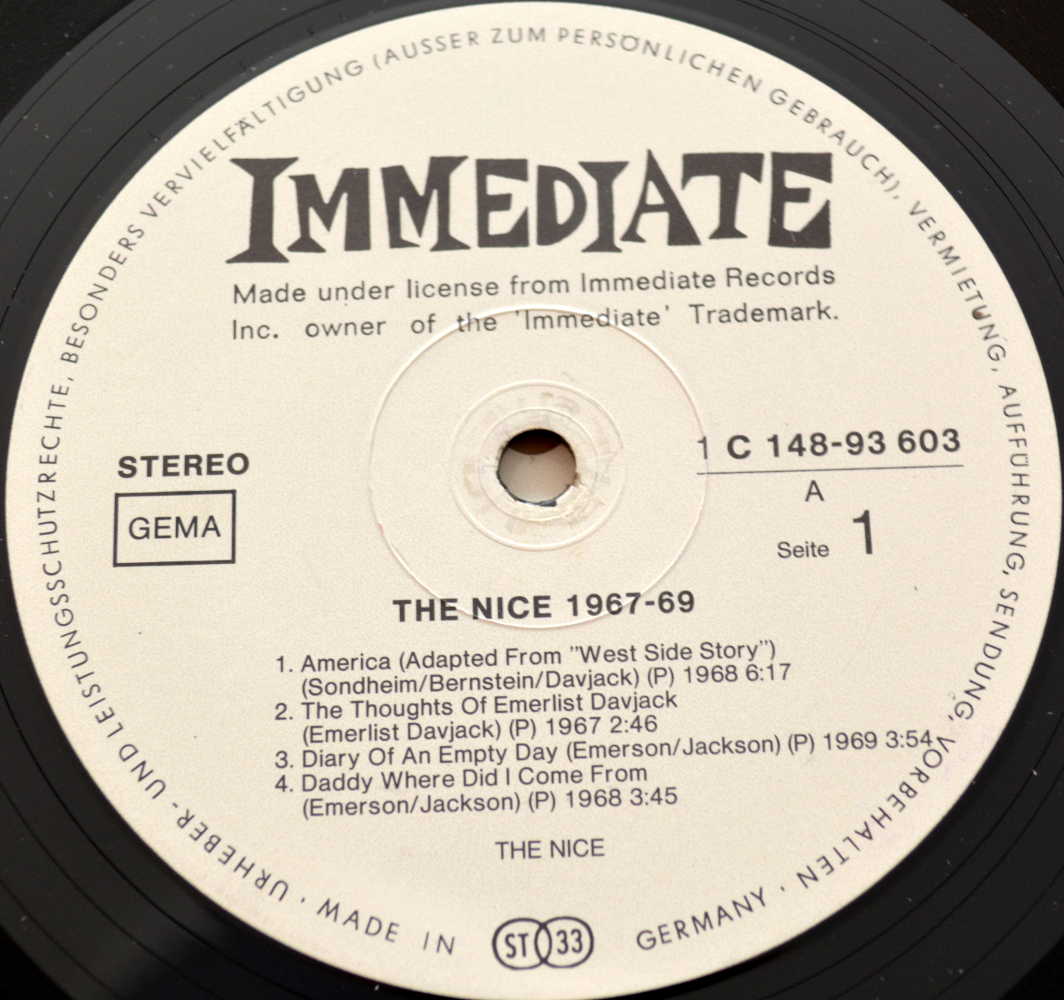 URHEBER- UND LEISTUNGSSCHUTZRECHTE, BESONDERS VERVIELFÄLTIGUNG (AUSSER ZUM PERSÖNLICHEN GEBRAUCH), VERMIETUNG, AUFFÜHRUNG, SENDUNG, VORBEHALTEN ·
IMMEDIATE
Made under license from Immediate Records
Inc. owner of the 'Immediate' Trademark.
STEREO
GEMA
1 C 148-93 603
A
Seite 1
THE NICE 1967-69
1. America (Adapted From "West Side Story")
(Sondheim/Bernstein/Davjack) (P) 1968 6:17
2. The Thoughts Of Emerlist Davjack
(Emerlist Davjack) (P) 1967 2:46
3. Diary Of An Empty Day (Emerson/Jackson) (P) 1969 3:54
4. Daddy Where Did I Come From
(Emerson/Jackson) (P) 1968 3:45
THE NICE
· MADE IN GERMANY
ST 33